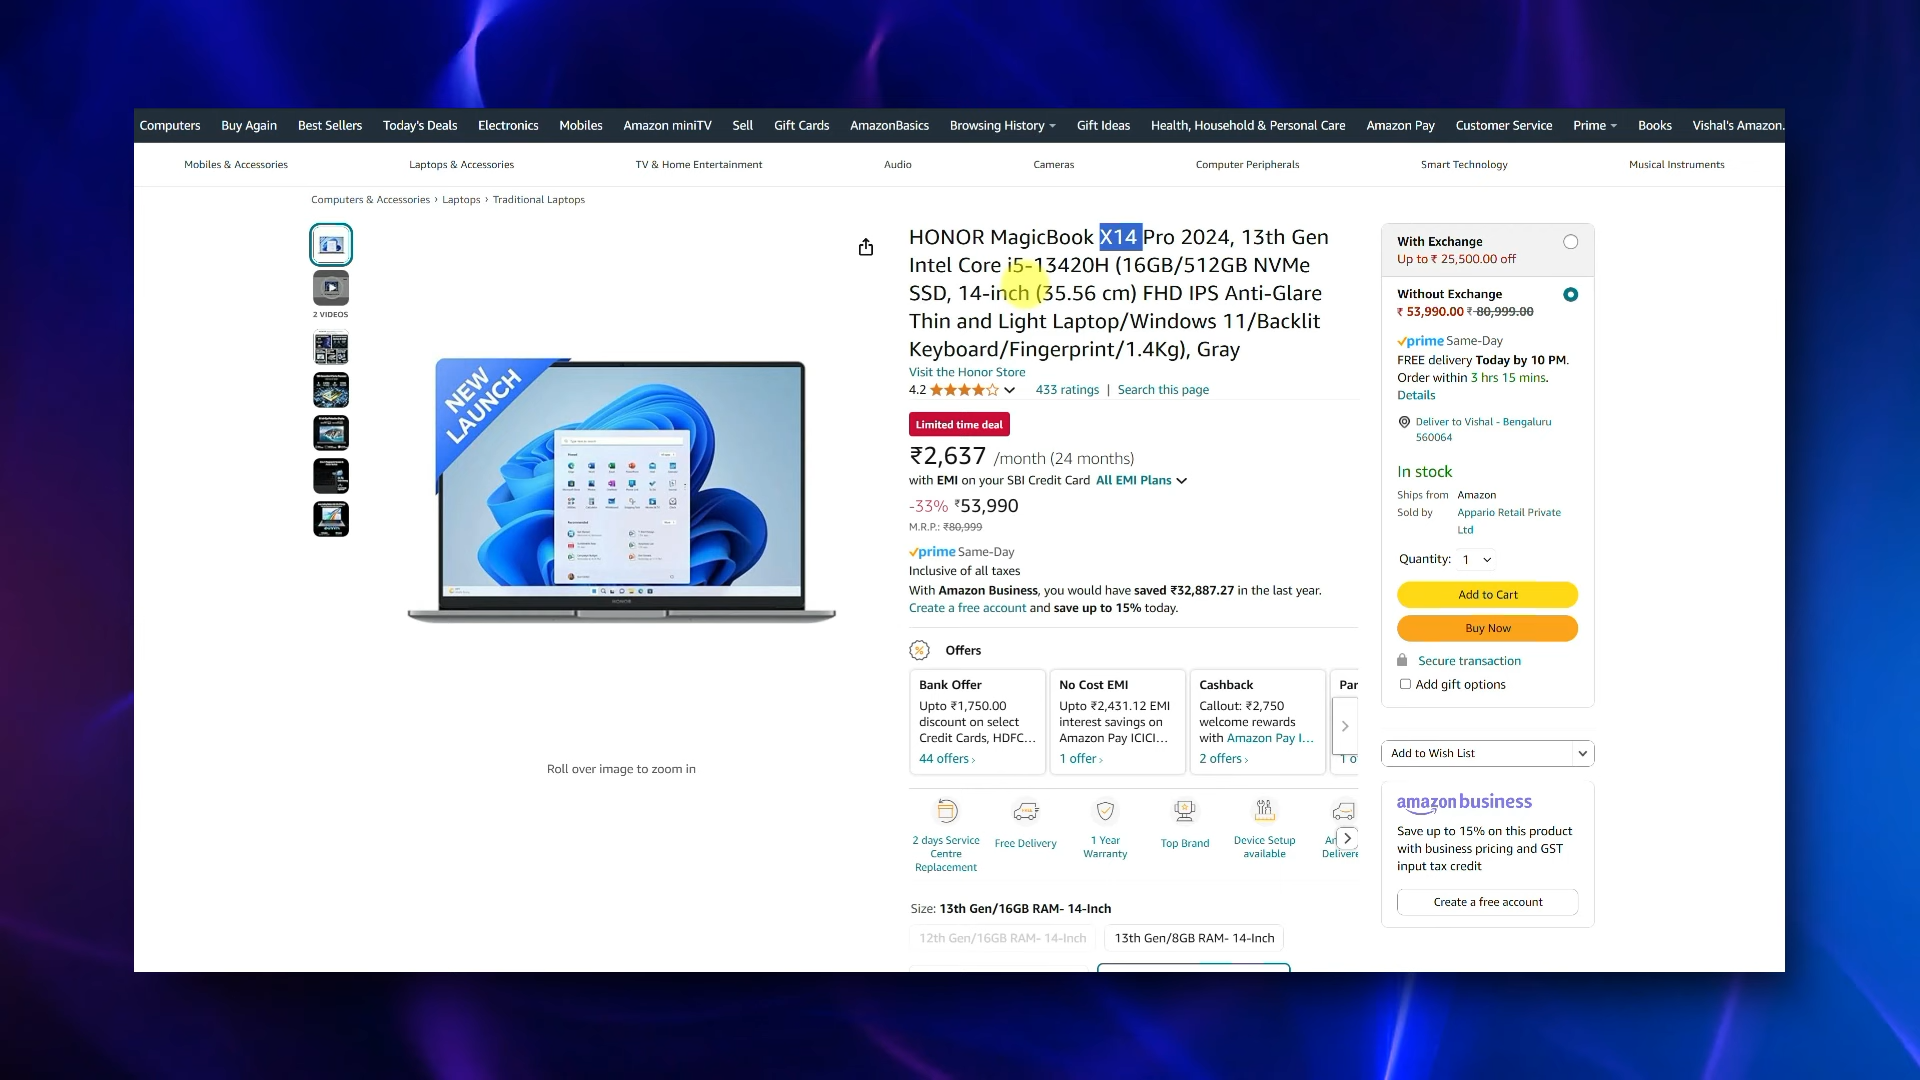 Computers Buy Again Best Sellers Today's Deals Electronics Mobiles Amazon miniTV Sell Gift Cards AmazonBasics Browsing History Gift Ideas Health, Household & Personal Care Amazon Pay Customer Service Prime Books Vishal's Amazon.
Mobiles & Accessories Laptops & Accessories TV & Home Entertainment Audio Cameras Computer Peripherals Smart Technology Musical Instruments
Computers & Accessories › Laptops › Traditional Laptops
2 VIDEOS
NEW
LAUNCH
HONOR
Roll over image to zoom in
HONOR MagicBook X14 Pro 2024, 13th Gen
Intel Core i5-13420H (16GB/512GB NVMe
SSD, 14-inch (35.56 cm) FHD IPS Anti-Glare
Thin and Light Laptop/Windows 11/Backlit
Keyboard/Fingerprint/1.4Kg), Gray
Visit the Honor Store
4.2 433 ratings | Search this page
Limited time deal
₹2,637 /month (24 months)
with EMI on your SBI Credit Card All EMI Plans
-33% ₹53,990
M.R.P.: ₹80,999
prime Same-Day
Inclusive of all taxes
With Amazon Business, you would have saved ₹32,887.27 in the last year.
Create a free account and save up to 15% today.
Offers
Bank Offer
Upto ₹1,750.00
discount on select
Credit Cards, HDFC...
44 offers ›
No Cost EMI
Upto ₹2,431.12 EMI
interest savings on
Amazon Pay ICICI...
1 offer ›
Cashback
Callout: ₹2,750
welcome rewards
with Amazon Pay I...
2 offers ›
Par
1 o
2 days Service
Centre
Replacement
Free Delivery
1 Year
Warranty
Top Brand
Device Setup
available
Am
Delivere
Size: 13th Gen/16GB RAM- 14-Inch
12th Gen/16GB RAM- 14-Inch 13th Gen/8GB RAM- 14-Inch
With Exchange
Up to ₹ 25,500.00 off
Without Exchange
₹ 53,990.00 ₹ 80,999.00
prime Same-Day
FREE delivery Today by 10 PM.
Order within 3 hrs 15 mins.
Details
Deliver to Vishal - Bengaluru
560064
In stock
Ships from Amazon
Sold by Appario Retail Private
Ltd
Quantity: 1
Add to Cart
Buy Now
Secure transaction
Add gift options
Add to Wish List
amazon business
Save up to 15% on this product
with business pricing and GST
input tax credit
Create a free account